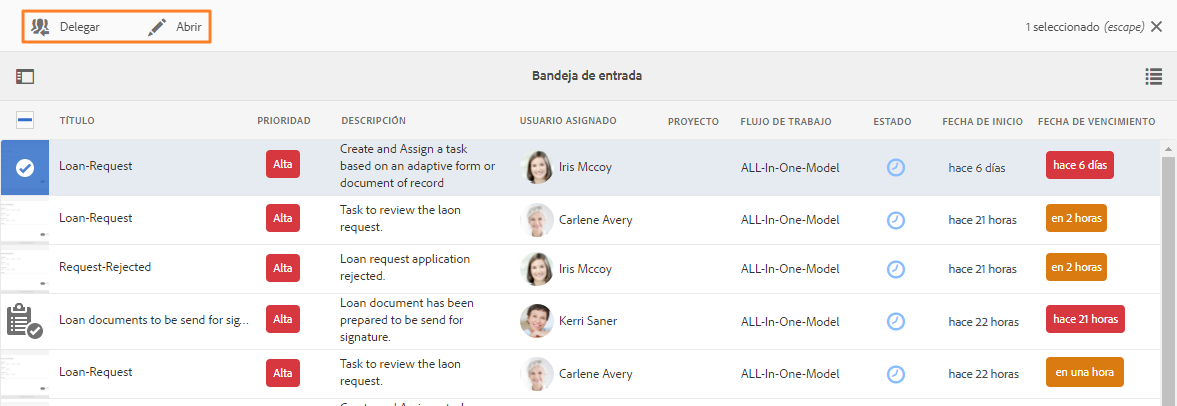 Delegar Abrir 1 seleccionado (escape)
Bandeja de entrada
TÍTULO PRIORIDAD DESCRIPCIÓN USUARIO ASIGNADO PROYECTO FLUJO DE TRABAJO ESTADO FECHA DE INICIO FECHA DE VENCIMIENTO
Loan-Request Alta Create and Assign a task
based on an adaptive form or
document of record Iris Mccoy ALL-In-One-Model hace 6 días hace 6 días
Loan-Request Alta Task to review the laon
request. Carlene Avery ALL-In-One-Model hace 21 horas en 2 horas
Request-Rejected Alta Loan request application
rejected. Iris Mccoy ALL-In-One-Model hace 21 horas en 2 horas
Loan documents to be send for sig... Alta Loan document has been
prepared to be send for
signature. Kerri Saner ALL-In-One-Model hace 22 horas hace 21 horas
Loan-Request Alta Task to review the laon
request. Carlene Avery ALL-In-One-Model hace 22 horas en una hora